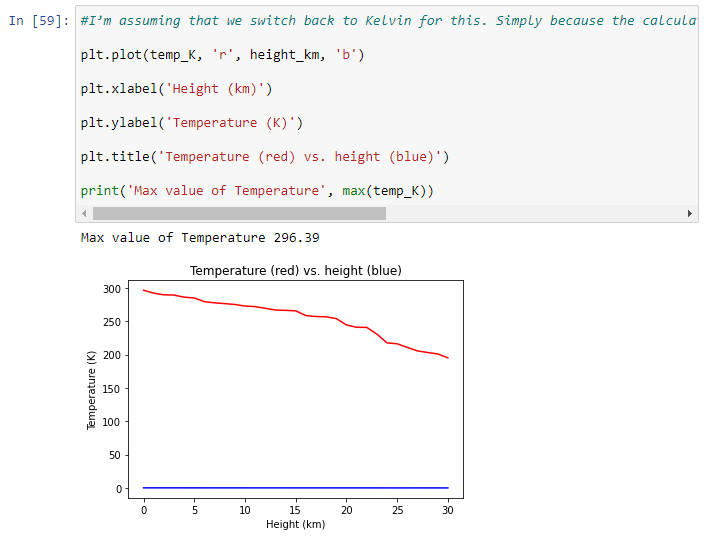 In [59]: #I'm assuming that we switch back to Kelvin for this. Simply because the
plt.plot(temp_K, 'r', height_km, 'b')
plt.xlabel('Height (km)')
plt.ylabel('Temperature (K)')
plt.title('Temperature (red) vs. height (blue)')
print('Max value of Temperature', max(temp_K))
Max value of Temperature 296.39
Temperature (red) vs. height (blue)
300
250
200
150
100
50
0
Temperature (K)
0 5 10 15 20 25 30
Height (km)